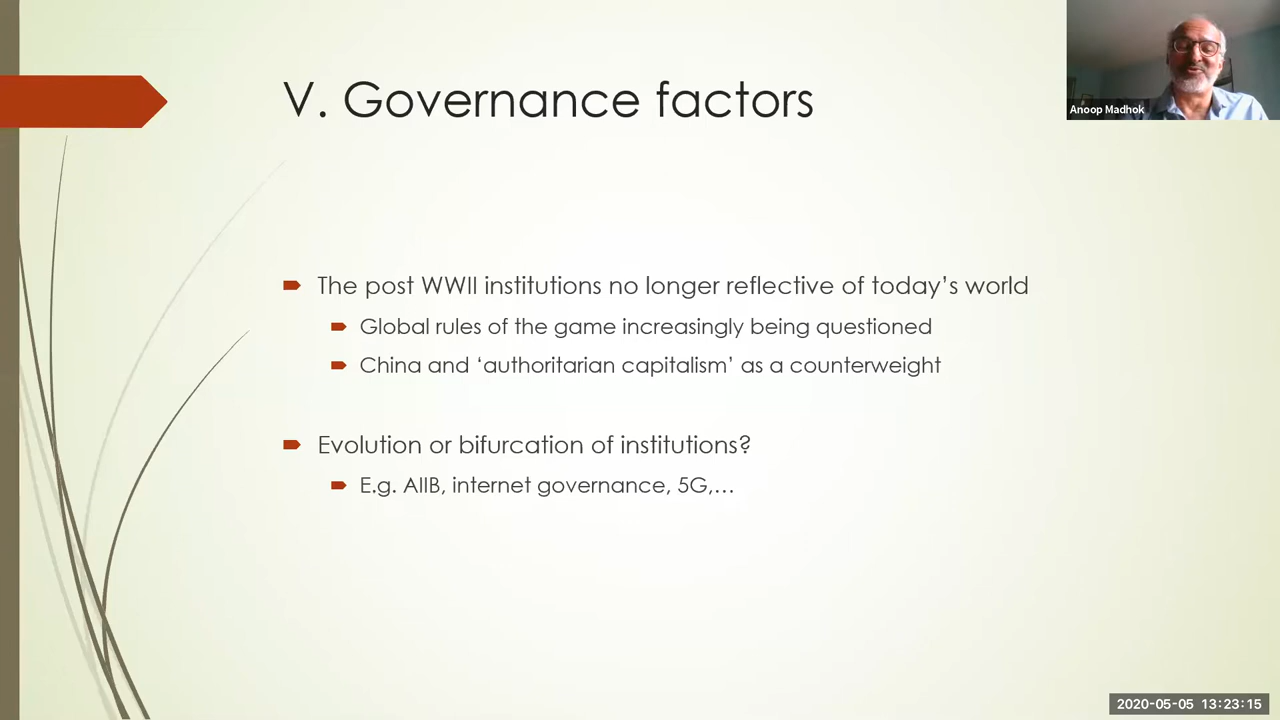 V. Governance factors
Anoop Madhok
The post WWII institutions no longer reflective of today’s world
Global rules of the game increasingly being questioned
China and ‘authoritarian capitalism’ as a counterweight
Evolution or bifurcation of institutions?
E.g. AIIB, internet governance, 5G,…
2020-05-05 13:23:15